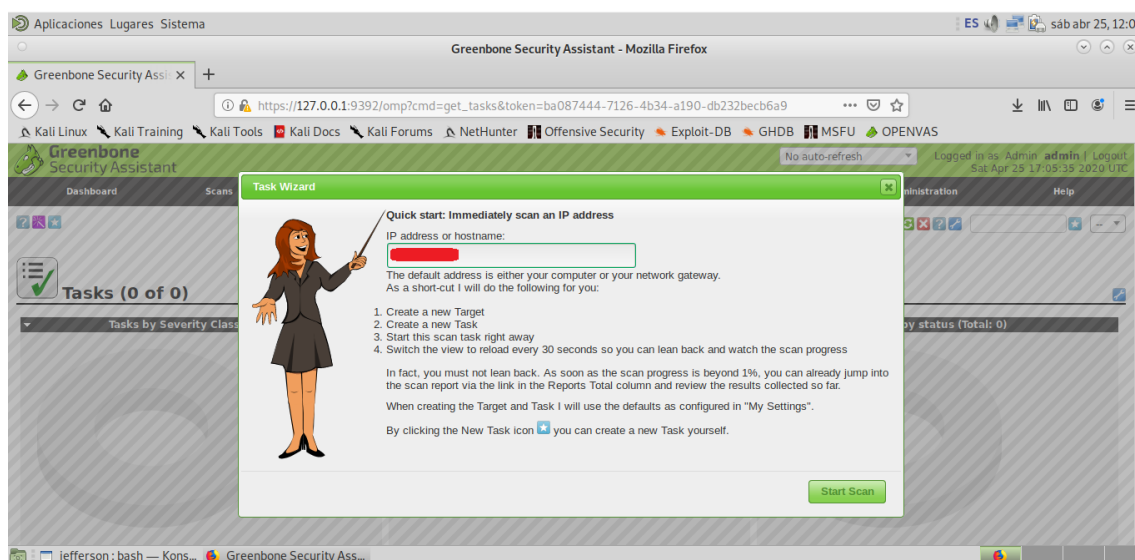 Aplicaciones Lugares Sistema
ES
sáb abr 25, 12:0
Greenbone Security Assistant - Mozilla Firefox
Greenbone Security Assis
https://127.0.0.1:9392/omp?cmd=get_tasks&token=ba087444-7126-4b34-a190-db232becb6a9
Kali Linux Kali Training Kali Tools Kali Docs Kali Forums NetHunter Offensive Security Exploit-DB GHDB MSFU OPENVAS
Greenbone
Security Assistant
No auto-refresh
Logged in as Admin admin | Logout
Sat Apr 25 17:05:35 2020 UTC
Dashboard Scans
ministration Help
Task Wizard
Quick start: Immediately scan an IP address
IP address or hostname:
The default address is either your computer or your network gateway.
As a short-cut I will do the following for you:
1. Create a new Target
2. Create a new Task
3. Start this scan task right away
4. Switch the view to reload every 30 seconds so you can lean back and watch the scan progress
In fact, you must not lean back. As soon as the scan progress is beyond 1%, you can already jump into
the scan report via the link in the Reports Total column and review the results collected so far.
When creating the Target and Task I will use the defaults as configured in "My Settings".
By clicking the New Task icon you can create a new Task yourself.
Start Scan
Tasks (0 of 0)
Tasks by Severity Class
by status (Total: 0)
jefferson : bash — Kons...
Greenbone Security Ass...